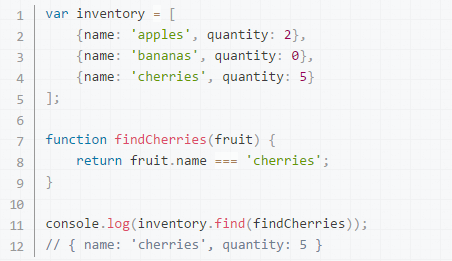 1 var inventory = [
2     {name: 'apples', quantity: 2},
3     {name: 'bananas', quantity: 0},
4     {name: 'cherries', quantity: 5}
5 ];
6
7 function findCherries(fruit) {
8     return fruit.name === 'cherries';
9 }
10
11 console.log(inventory.find(findCherries));
12 // { name: 'cherries', quantity: 5 }